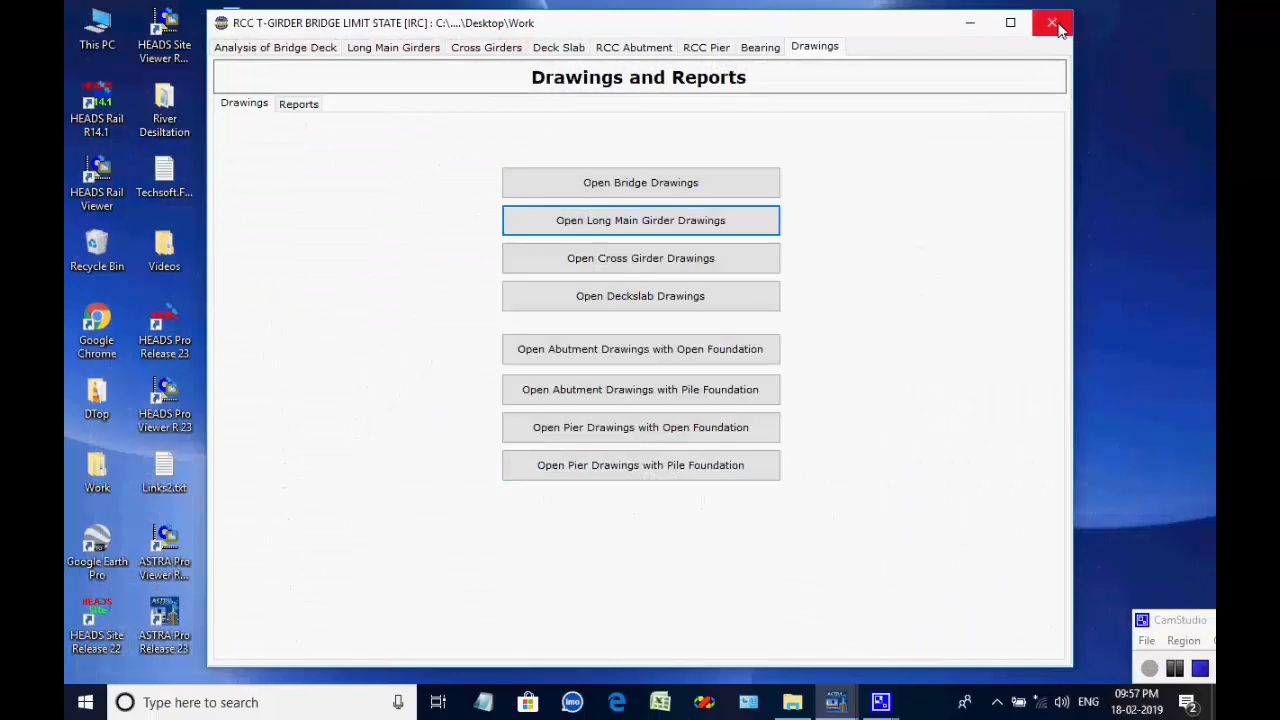 RCC T-GIRDER BRIDGE LIMIT STATE [IRC] : C:\....\Desktop\Work
Analysis of Bridge Deck Long Main Girders Cross Girders Deck Slab RCC Abutment RCC Pier Bearing Drawings
Drawings and Reports
Drawings Reports
Open Bridge Drawings
Open Long Main Girder Drawings
Open Cross Girder Drawings
Open Deckslab Drawings
Open Abutment Drawings with Open Foundation
Open Abutment Drawings with Pile Foundation
Open Pier Drawings with Open Foundation
Open Pier Drawings with Pile Foundation
This PC
HEADS Site
Viewer R...
14.1
HEADS Rail
R14.1
River
Desiltation
HEADS Rail
Viewer
Techsoft.F...
Recycle Bin
Videos
Google
Chrome
HEADS Pro
Release 23
DTop
HEADS Pro
Viewer R 23
Work
Links2.txt
Google Earth
Pro
ASTRA Pro
Viewer R...
HEADS
Site
HEADS Site
Release 22
ASTRA Pro
Release 23
CamStudio
File Region
Type here to search
imo
ENG
09:57 PM
18-02-2019
2